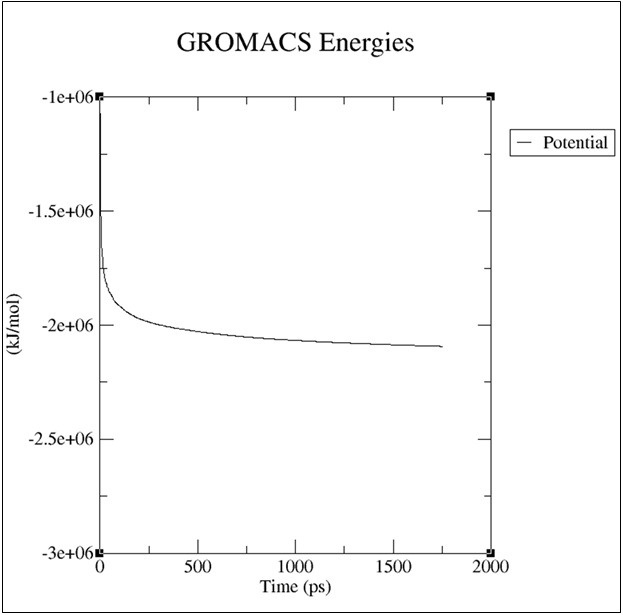 GROMACS Energies
-1e+06
Potential
-1.5e+06
-2e+06
(kJ/mol)
-2.5e+06
-3e+06
0 500 1000 1500 2000
Time (ps)